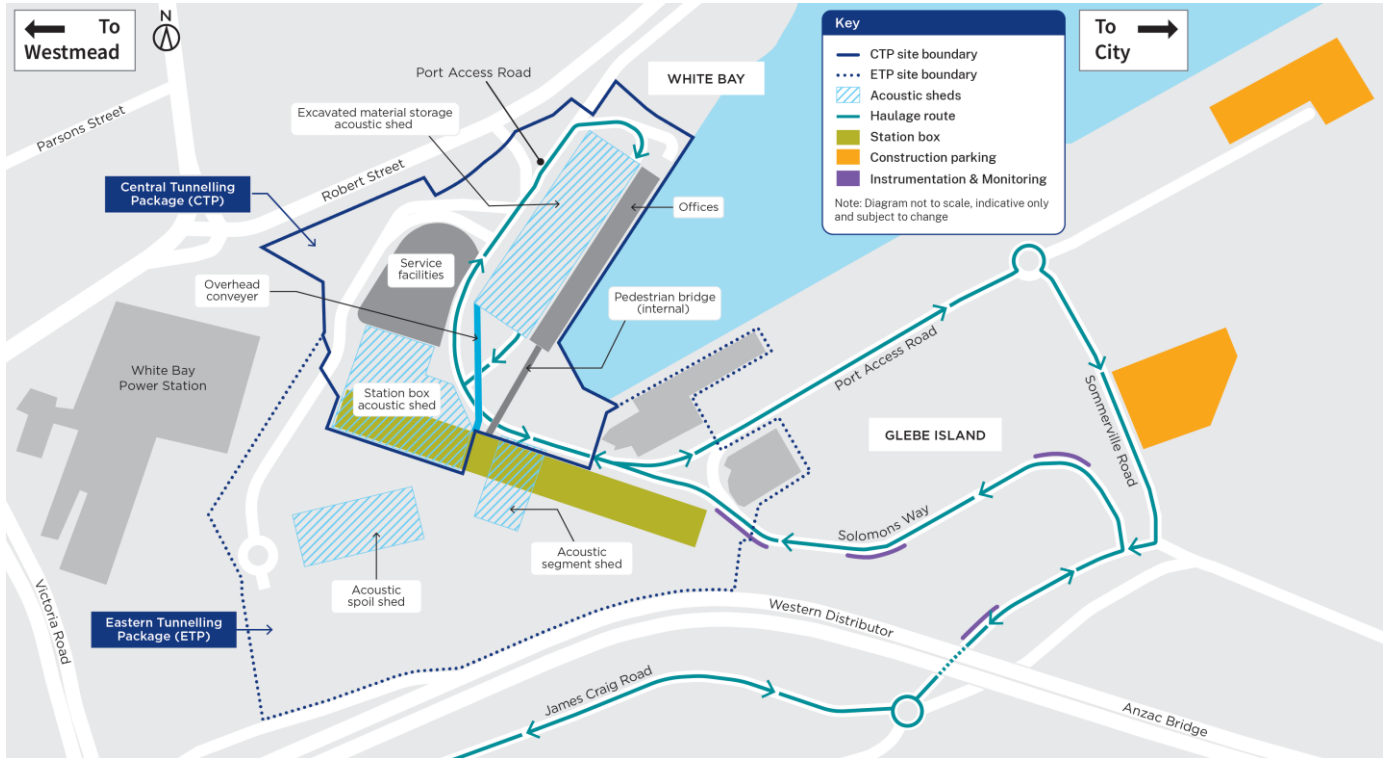 To
Westmead
N
To
City
Key
CTP site boundary
ETP site boundary
Acoustic sheds
Haulage route
Station box
Construction parking
Instrumentation & Monitoring
Note: Diagram not to scale, indicative only
and subject to change
Port Access Road
WHITE BAY
Excavated material storage
acoustic shed
Parsons Street
Robert Street
Central Tunnelling
Package (CTP)
Offices
Service
facilities
Overhead
conveyer
Pedestrian bridge
(internal)
White Bay
Power Station
Station box
acoustic shed
Port Access Road
Sommerville Road
GLEBE ISLAND
Solomons Way
Acoustic
segment shed
Acoustic
spoil shed
Victoria Road
Eastern Tunnelling
Package (ETP)
Western Distributor
James Craig Road
Anzac Bridge